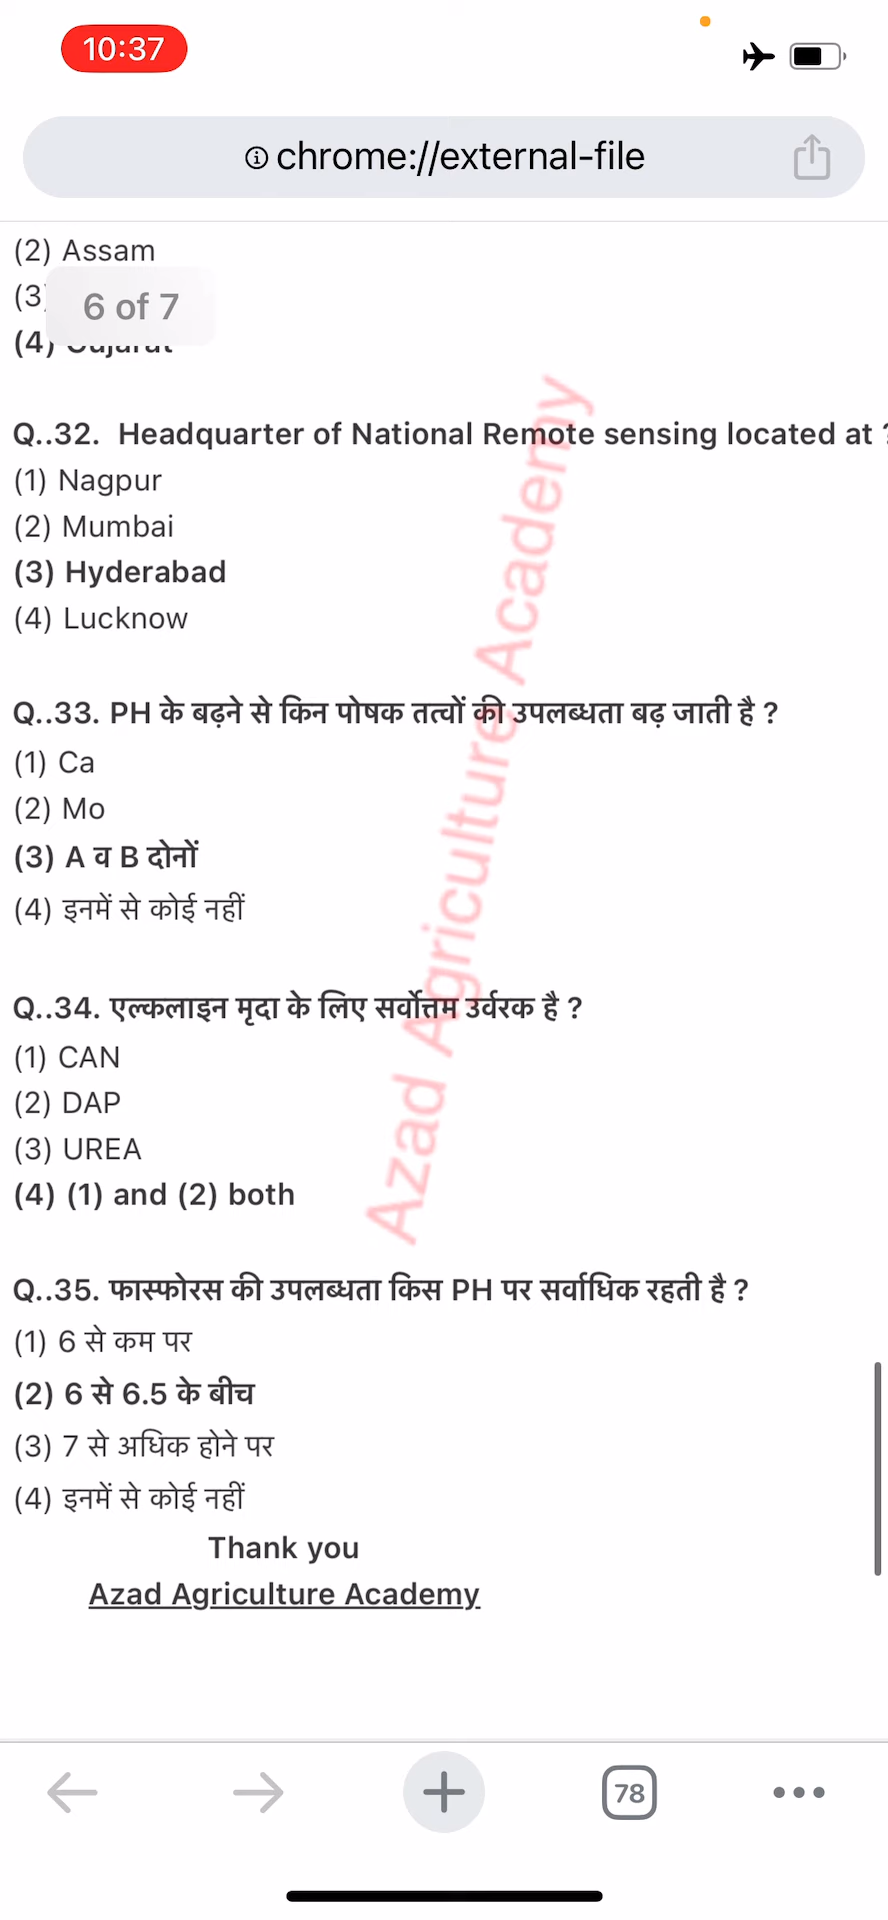 10:37
chrome://external-file
(2) Assam
(3
6 of 7
(4) Gujarat
Q..32. Headquarter of National Remote sensing located at ?
(1) Nagpur
(2) Mumbai
(3) Hyderabad
(4) Lucknow
Q..33. PH के बढ़ने से किन पोषक तत्वों की उपलब्धता बढ़ जाती है ?
(1) Ca
(2) Mo
(3) A व B दोनों
(4) इनमें से कोई नहीं
Q..34. एल्कलाइन मृदा के लिए सर्वोत्तम उर्वरक है ?
(1) CAN
(2) DAP
(3) UREA
(4) (1) and (2) both
Q..35. फास्फोरस की उपलब्धता किस PH पर सर्वाधिक रहती है ?
(1) 6 से कम पर
(2) 6 से 6.5 के बीच
(3) 7 से अधिक होने पर
(4) इनमें से कोई नहीं
Thank you
Azad Agriculture Academy
Azad Agriculture Academy
78